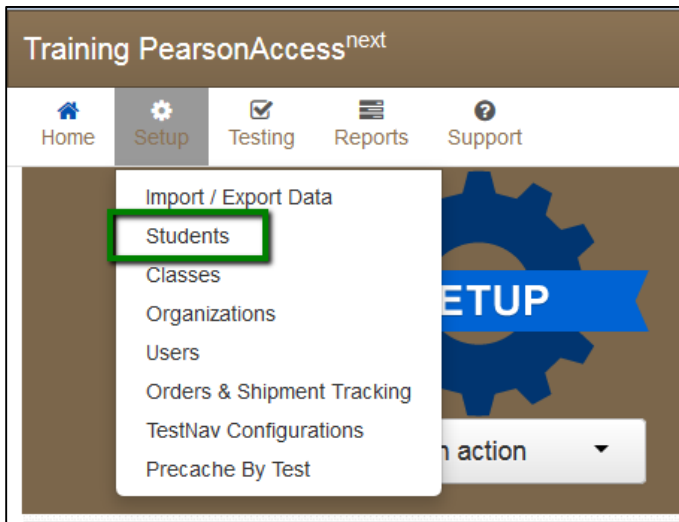 Training PearsonAccessnext
Home Setup Testing Reports Support
Import / Export Data
Students
Classes
Organizations
ETUP
Users
Orders & Shipment Tracking
TestNav Configurations
action
Precache By Test